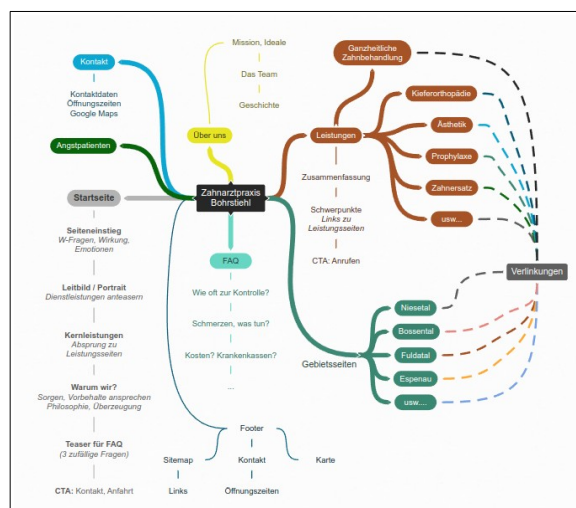 Kontakt
Kontaktdaten
Öffnungszeiten
Google Maps
Angstpatienten
Startseite
Seiteneinstieg
W-Fragen, Wirkung,
Emotionen
Leitbild / Portrait
Dienstleistungen anteasern
Kernleistungen
Absprung zu
Leistungsseiten
Warum wir?
Sorgen, Vorbehalte ansprechen
Philosophie, Überzeugung
Teaser für FAQ
(3 zufällige Fragen)
CTA: Kontakt, Anfahrt
Mission, Ideale
Das Team
Geschichte
Über uns
Zahnarztpraxis
Bohrstiehl
FAQ
Wie oft zur Kontrolle?
Schmerzen, was tun?
Kosten? Krankenkassen?
...
Footer
Sitemap
Kontakt
Karte
Links
Öffnungszeiten
Leistungen
Zusammenfassung
Schwerpunkte
Links zu
Leistungsseiten
CTA: Anrufen
Ganzheitliche
Zahnbehandlung
Kieferorthopädie
Ästhetik
Prophylaxe
Zahnersatz
usw...
Verlinkungen
Gebietsseiten
Niesetal
Bossental
Fuldatal
Espenau
usw....